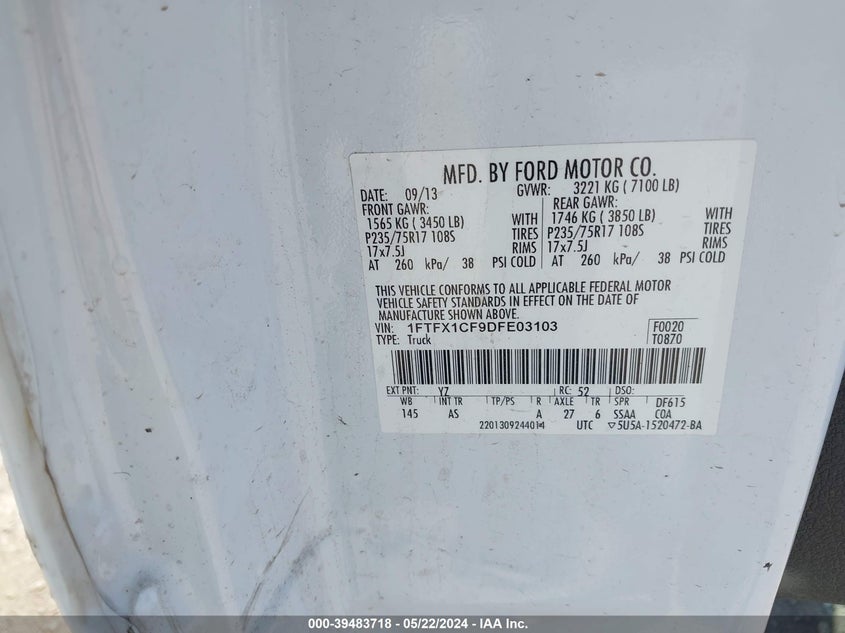 MFD. BY FORD MOTOR CO.
DATE: 09/13 GVWR: 3221 KG ( 7100 LB)
FRONT GAWR: REAR GAWR:
1565 KG ( 3450 LB) WITH 1746 KG ( 3850 LB) WITH
P235/75R17 108S TIRES P235/75R17 108S TIRES
17x7.5J RIMS 17x7.5J RIMS
AT 260 kPa/ 38 PSI COLD AT 260 kPa/ 38 PSI COLD
THIS VEHICLE CONFORMS TO ALL APPLICABLE FEDERAL MOTOR
VEHICLE SAFETY STANDARDS IN EFFECT ON THE DATE OF
MANUFACTURE SHOWN ABOVE.
VIN: 1FTFX1CF9DFE03103 F0020
TYPE: Truck T0870
EXT PNT: YZ RC: 52 DSO:
WB INT TR TP/PS R AXLE TR SPR DF615
145 AS A 27 6 SSAA COA
2201309244014 UTC ▽5U5A-1520472-BA
000-39483718 - 05/22/2024 - IAA Inc.